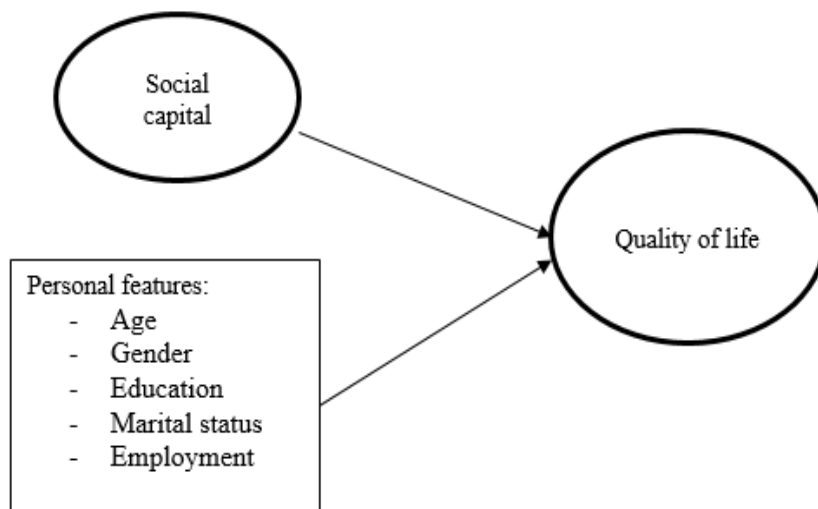 Social
capital
Quality of life
Personal features:
- Age
- Gender
- Education
- Marital status
- Employment